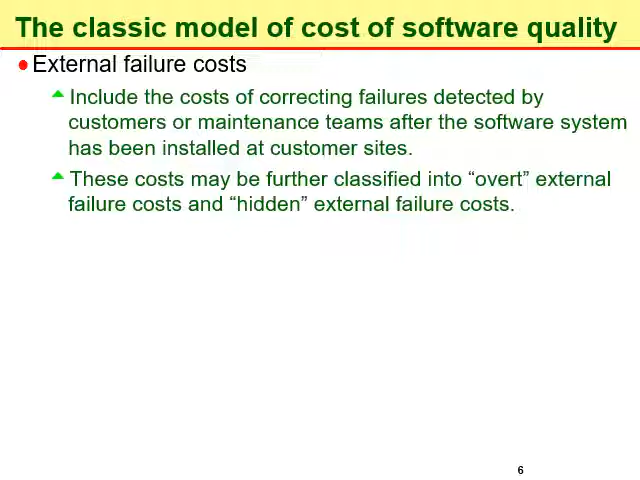 The classic model of cost of software quality
External failure costs
Include the costs of correcting failures detected by
customers or maintenance teams after the software system
has been installed at customer sites.
These costs may be further classified into “overt” external
failure costs and “hidden” external failure costs.
6